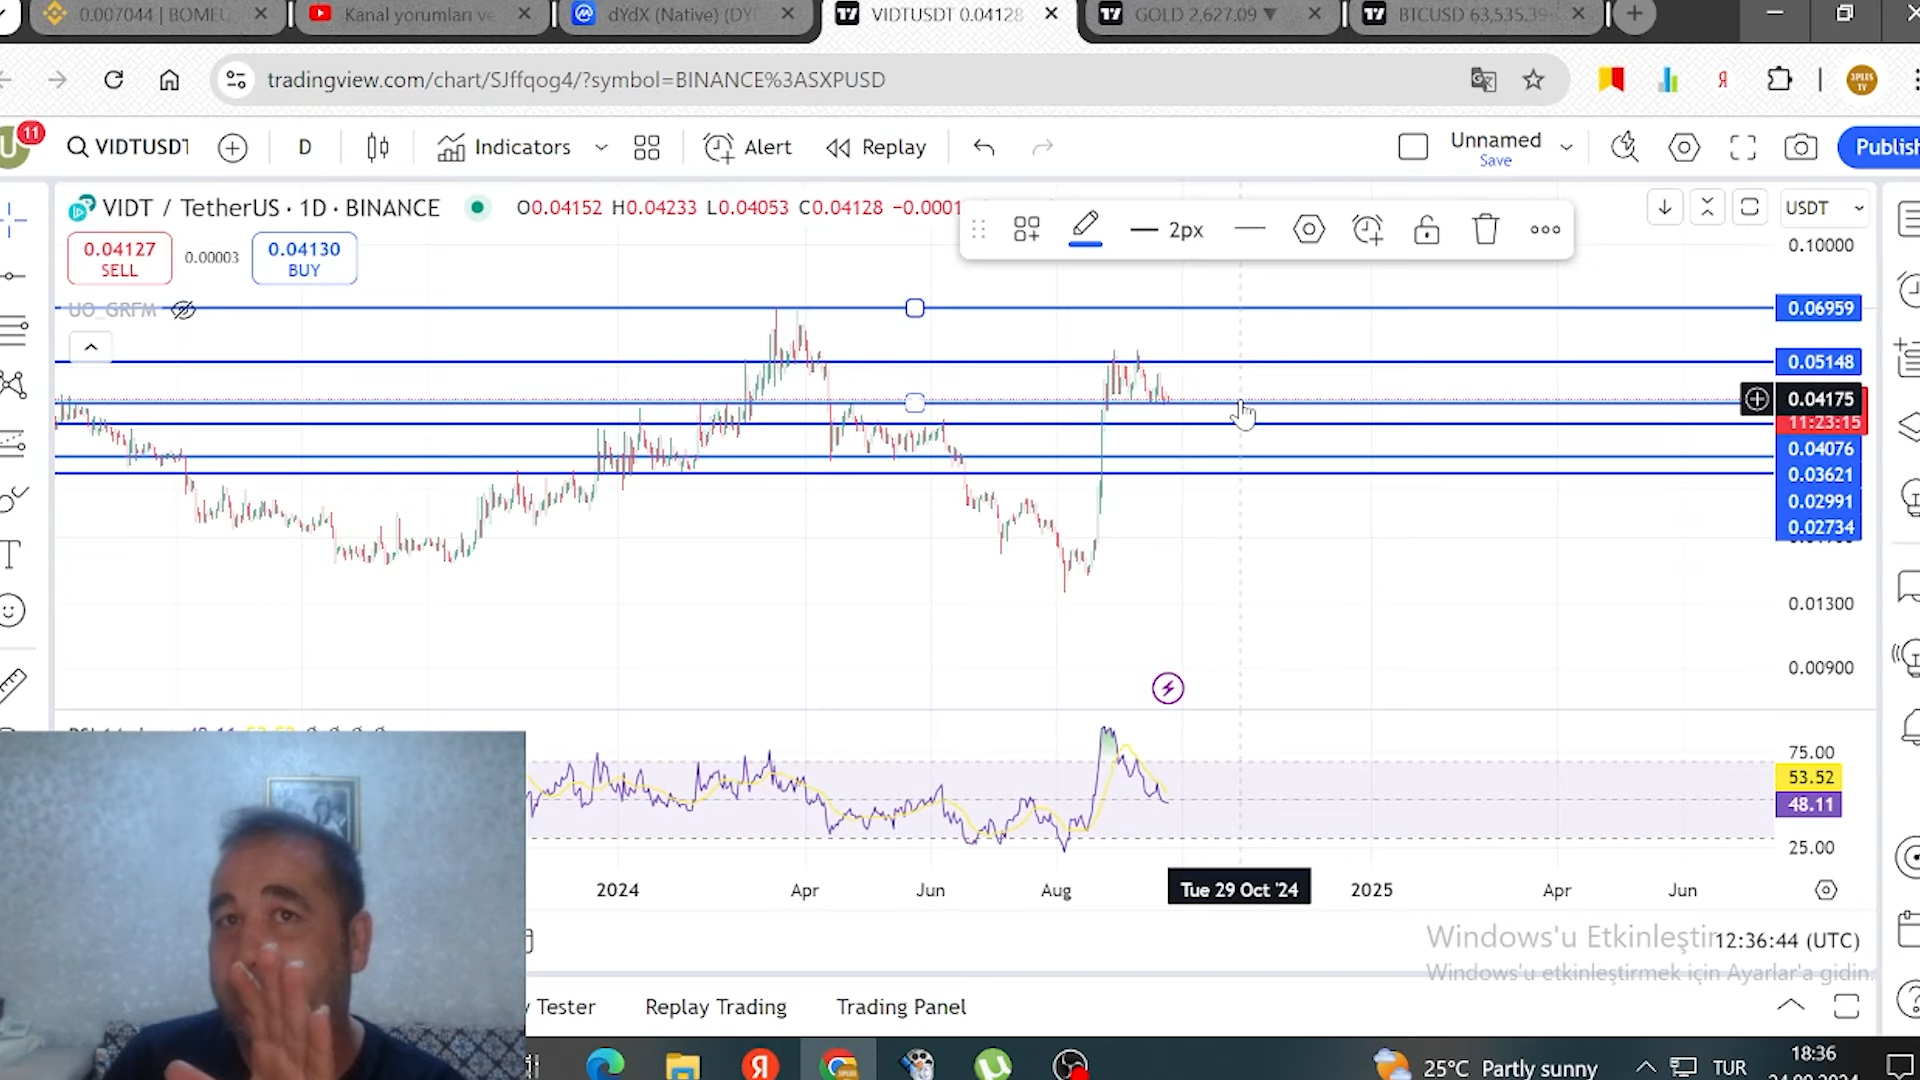 0.007044 | BOMEU
Kanal yorumları ve
dYdX (Native) (DY
VIDTUSDT 0.04128
GOLD 2,627.09 ▼
BTCUSD 63,535.39
tradingview.com/chart/SJffqog4/?symbol=BINANCE%3ASXPUSD
11
VIDTUSDT
D
Indicators
Alert
Replay
Unnamed
Save
Publish
VIDT / TetherUS · 1D · BINANCE
O0.04152 H0.04233 L0.04053 C0.04128 −0.0001
2px
USDT
0.04127
SELL
0.00003
0.04130
BUY
UO_GRFM
0.10000
0.06959
0.05148
0.04175
11:23:15
0.04076
0.03621
0.02991
0.02734
0.01300
0.00900
75.00
53.52
48.11
25.00
2024
Apr
Jun
Aug
Tue 29 Oct '24
2025
Apr
Jun
Windows'u Etkinleştir
12:36:44 (UTC)
Windows'u etkinleştirmek için Ayarlar'a gidin.
Tester
Replay Trading
Trading Panel
25°C Partly sunny
TUR
18:36